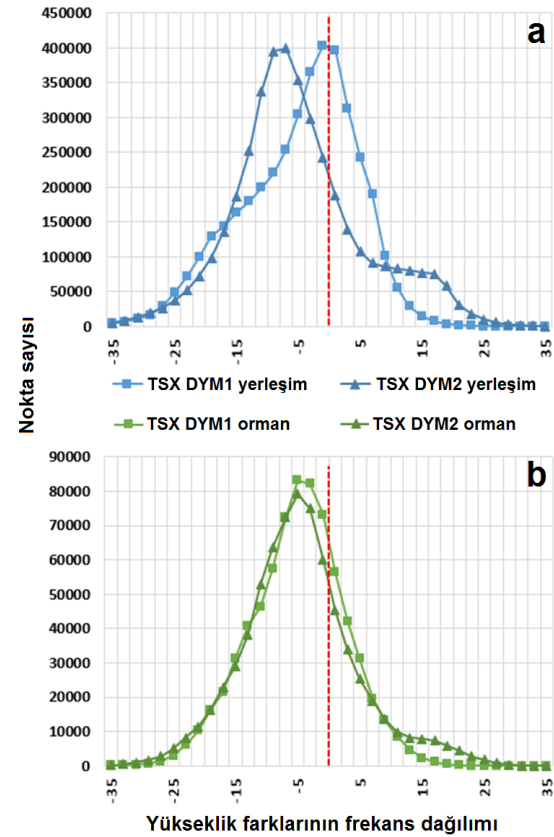 a
450000
400000
350000
300000
250000
200000
150000
100000
50000
0
-35 -25 -15 -5 5 15 25 35
Nokta sayısı
TSX DYM1 yerleşim TSX DYM2 yerleşim
TSX DYM1 orman TSX DYM2 orman
b
90000
80000
70000
60000
50000
40000
30000
20000
10000
0
-35 -25 -15 -5 5 15 25 35
Yükseklik farklarının frekans dağılımı